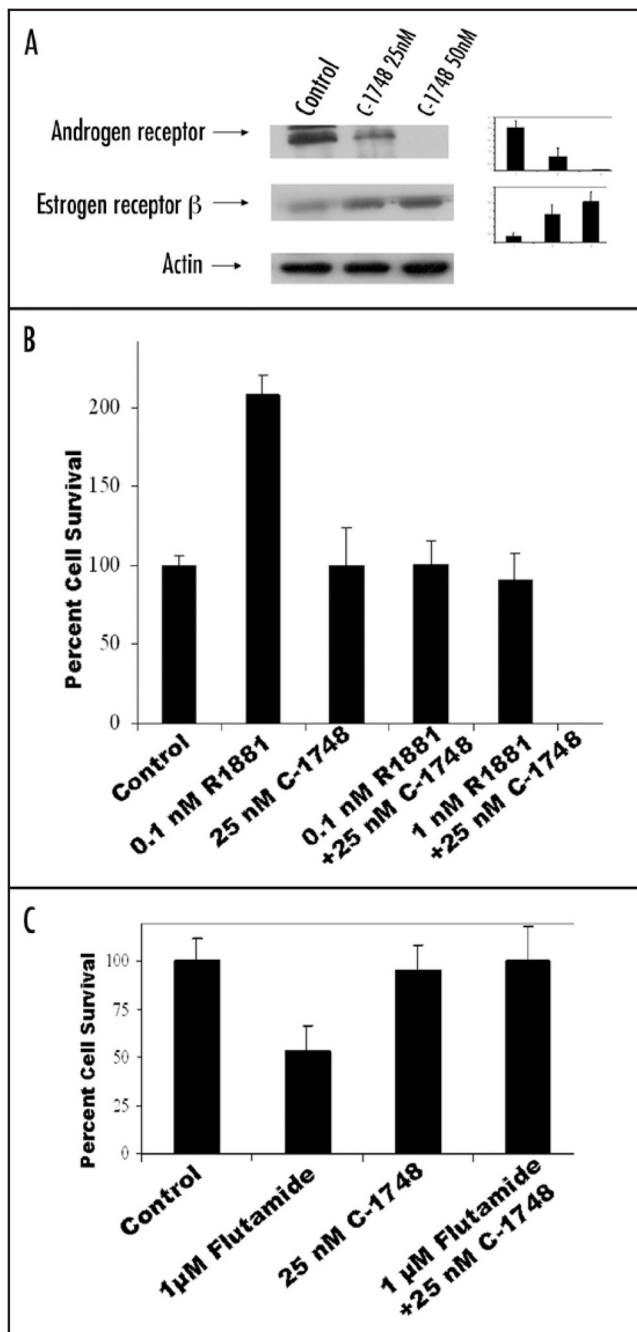 A
Control
C-1748 25nM
C-1748 50nM
Androgen receptor
Estrogen receptor β
Actin
B
Percent Cell Survival
200
150
100
50
0
Control
0.1 nM R1881
25 nM C-1748
0.1 nM R1881
+25 nM C-1748
1 nM R1881
+25 nM C-1748
C
Percent Cell Survival
100
75
50
25
0
Control
1µM Flutamide
25 nM C-1748
1 µM Flutamide
+25 nM C-1748